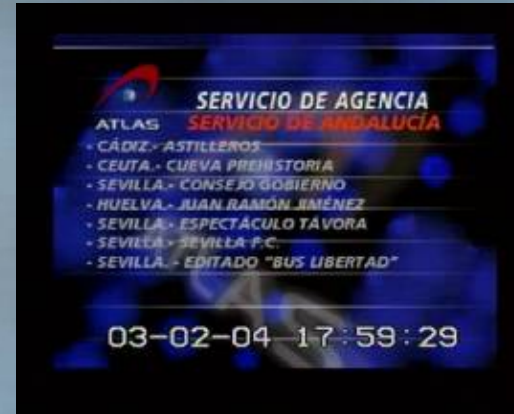 SERVICIO DE AGENCIA
ATLAS SERVICIO DE ANDALUCÍA
- CÁDIZ.- ASTILLEROS
- CEUTA.- CUEVA PREHISTORIA
- SEVILLA.- CONSEJO GOBIERNO
- HUELVA.- JUAN RAMÓN JIMÉNEZ
- SEVILLA.- ESPECTÁCULO TÁVORA
- SEVILLA.- SEVILLA F.C.
- SEVILLA. - EDITADO "BUS LIBERTAD"
03-02-04 17:59:29